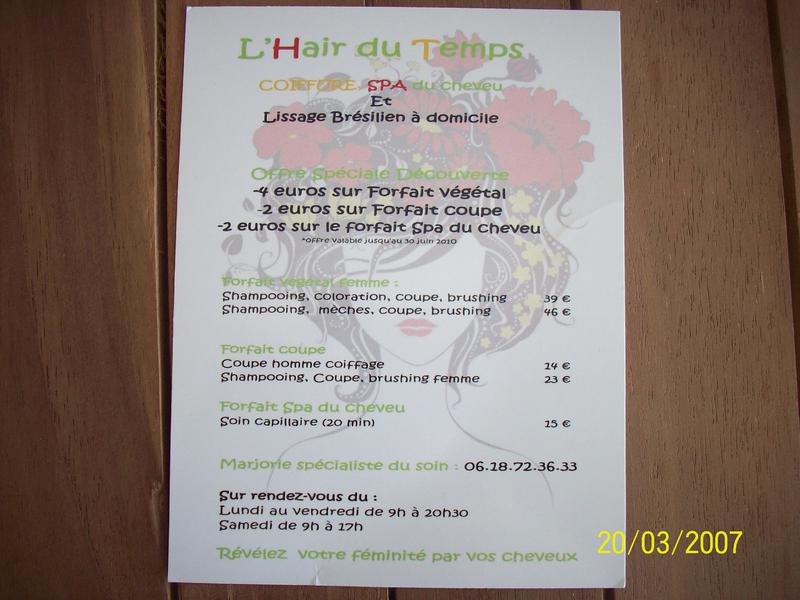 L'Hair du Temps
COIFFURE, SPA du cheveu
Et
Lissage Brésilien à domicile
Offre Spéciale Découverte
-4 euros sur Forfait végétal
-2 euros sur Forfait coupe
-2 euros sur le forfait Spa du cheveu
*offre valable jusqu'au 30 juin 2010
Forfait végétal femme :
Shampooing, coloration, coupe, brushing 39 €
Shampooing, mèches, coupe, brushing 46 €
Forfait coupe
Coupe homme coiffage 14 €
Shampooing, Coupe, brushing femme 23 €
Forfait Spa du cheveu
Soin capillaire (20 min) 15 €
Marjorie spécialiste du soin : 06.18.72.36.33
Sur rendez-vous du :
Lundi au vendredi de 9h à 20h30
Samedi de 9h à 17h
Révélez votre féminité par vos cheveux
20/03/2007